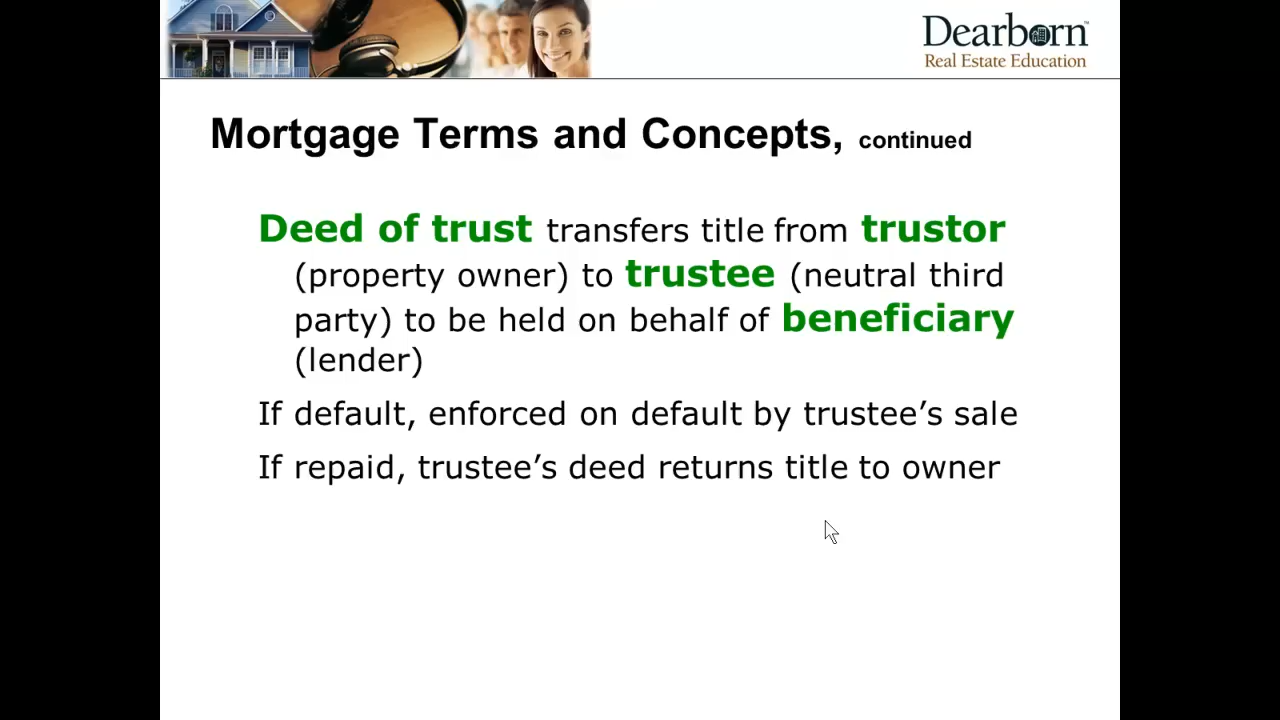 Dearborn™
Real Estate Education
Mortgage Terms and Concepts, continued
Deed of trust transfers title from trustor
(property owner) to trustee (neutral third
party) to be held on behalf of beneficiary
(lender)
If default, enforced on default by trustee’s sale
If repaid, trustee’s deed returns title to owner